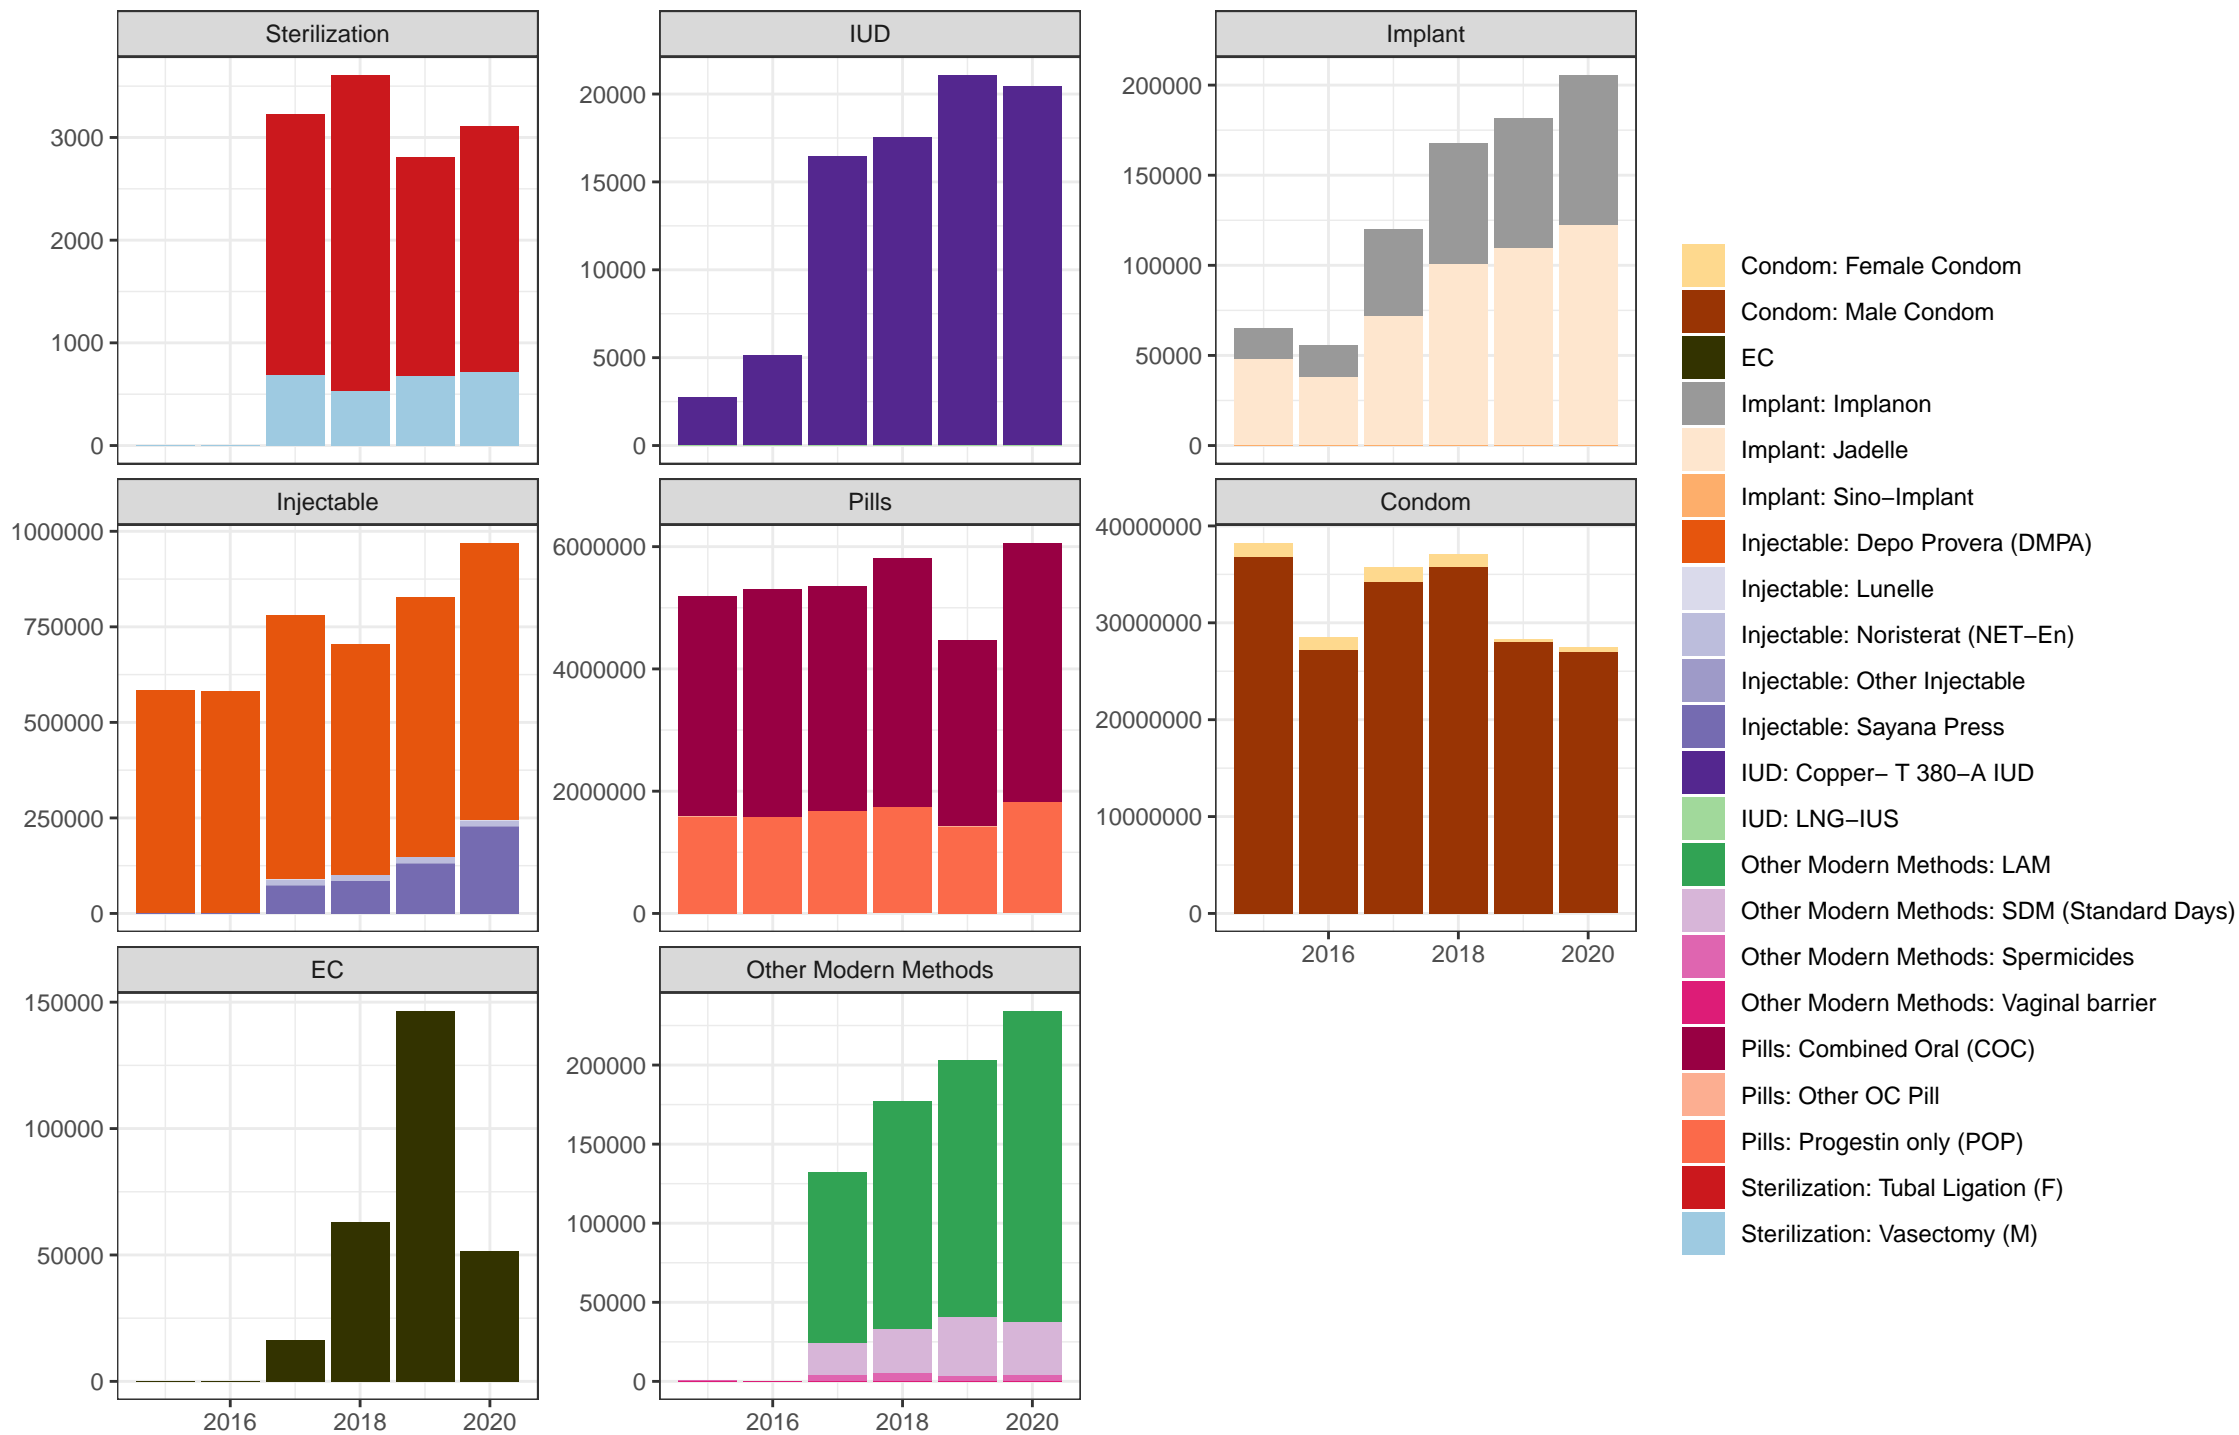 Sterilization
IUD
Implant
3000
2000
1000
0
20000
15000
10000
5000
0
200000
150000
100000
50000
0
Injectable
Pills
Condom
1000000
750000
500000
250000
0
6000000
4000000
2000000
0
40000000
30000000
20000000
10000000
0
2016 2018 2020
EC
Other Modern Methods
150000
100000
50000
0
200000
150000
100000
50000
0
2016 2018 2020
2016 2018 2020
Condom: Female Condom
Condom: Male Condom
EC
Implant: Implanon
Implant: Jadelle
Implant: Sino−Implant
Injectable: Depo Provera (DMPA)
Injectable: Lunelle
Injectable: Noristerat (NET−En)
Injectable: Other Injectable
Injectable: Sayana Press
IUD: Copper− T 380−A IUD
IUD: LNG−IUS
Other Modern Methods: LAM
Other Modern Methods: SDM (Standard Days)
Other Modern Methods: Spermicides
Other Modern Methods: Vaginal barrier
Pills: Combined Oral (COC)
Pills: Other OC Pill
Pills: Progestin only (POP)
Sterilization: Tubal Ligation (F)
Sterilization: Vasectomy (M)